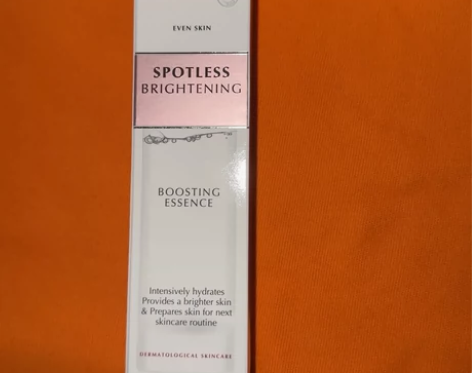 EVEN SKIN
SPOTLESS
BRIGHTENING
BOOSTING
ESSENCE
Intensively hydrates
Provides a brighter skin
& Prepares skin for next
skincare routine
DERMATOLOGICAL SKINCARE